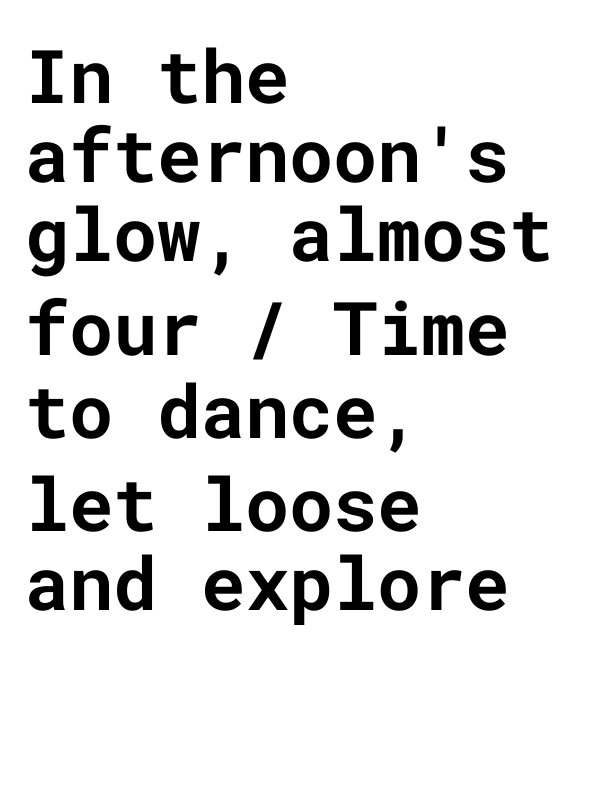 In the
afternoon's
glow, almost
four / Time
to dance,
let loose
and explore